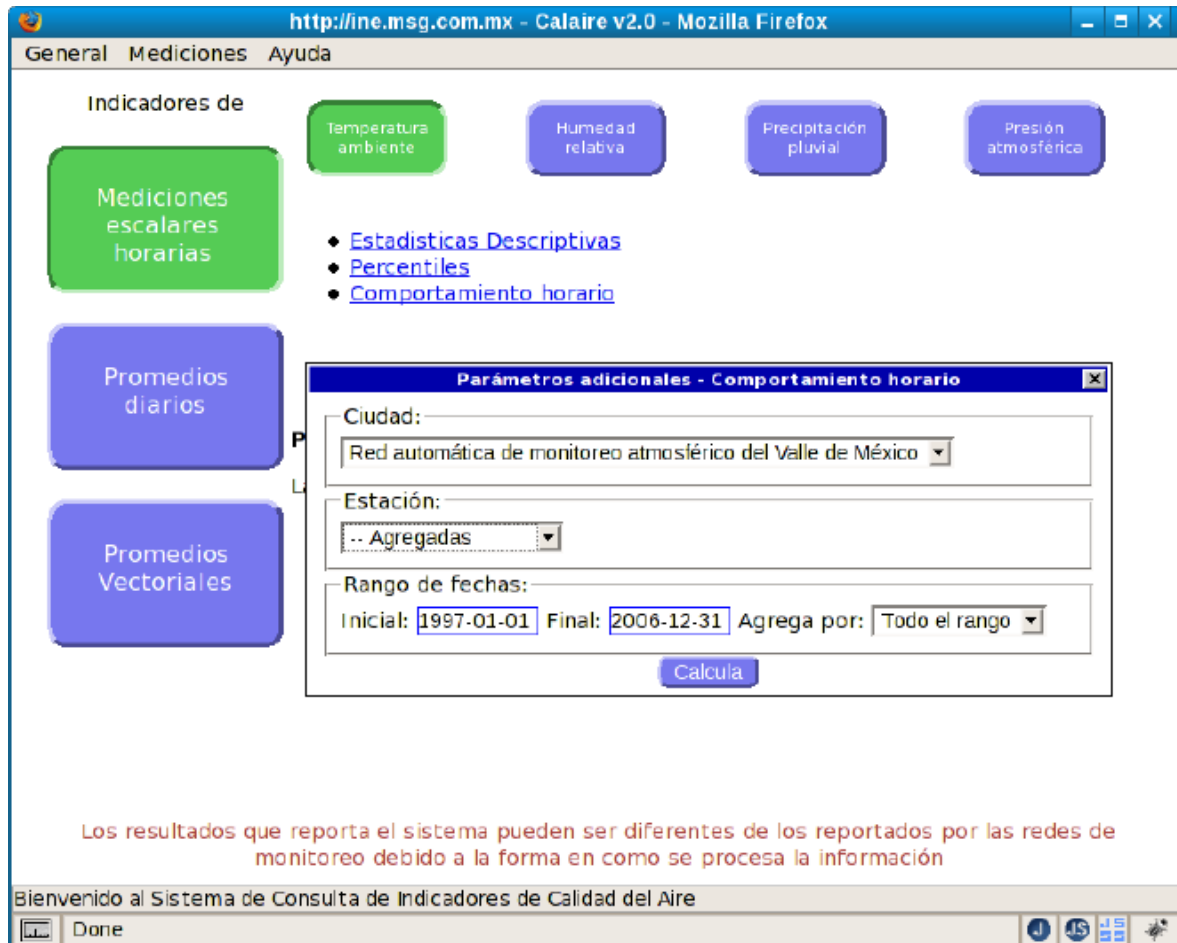 http://ine.msg.com.mx - Calaire v2.0 - Mozilla Firefox
General Mediciones Ayuda
Indicadores de
Mediciones
escalares
horarias
Promedios
diarios
Promedios
Vectoriales
Temperatura
ambiente
Humedad
relativa
Precipitación
pluvial
Presión
atmosférica
Estadisticas Descriptivas
Percentiles
Comportamiento horario
P
Parámetros adicionales - Comportamiento horario
Ciudad:
Red automática de monitoreo atmosférico del Valle de México
Estación:
-- Agregadas
Rango de fechas:
Inicial: 1997-01-01 Final: 2006-12-31 Agrega por: Todo el rango
Calcula
Los resultados que reporta el sistema pueden ser diferentes de los reportados por las redes de
monitoreo debido a la forma en como se procesa la información
Bienvenido al Sistema de Consulta de Indicadores de Calidad del Aire
Done
J JS